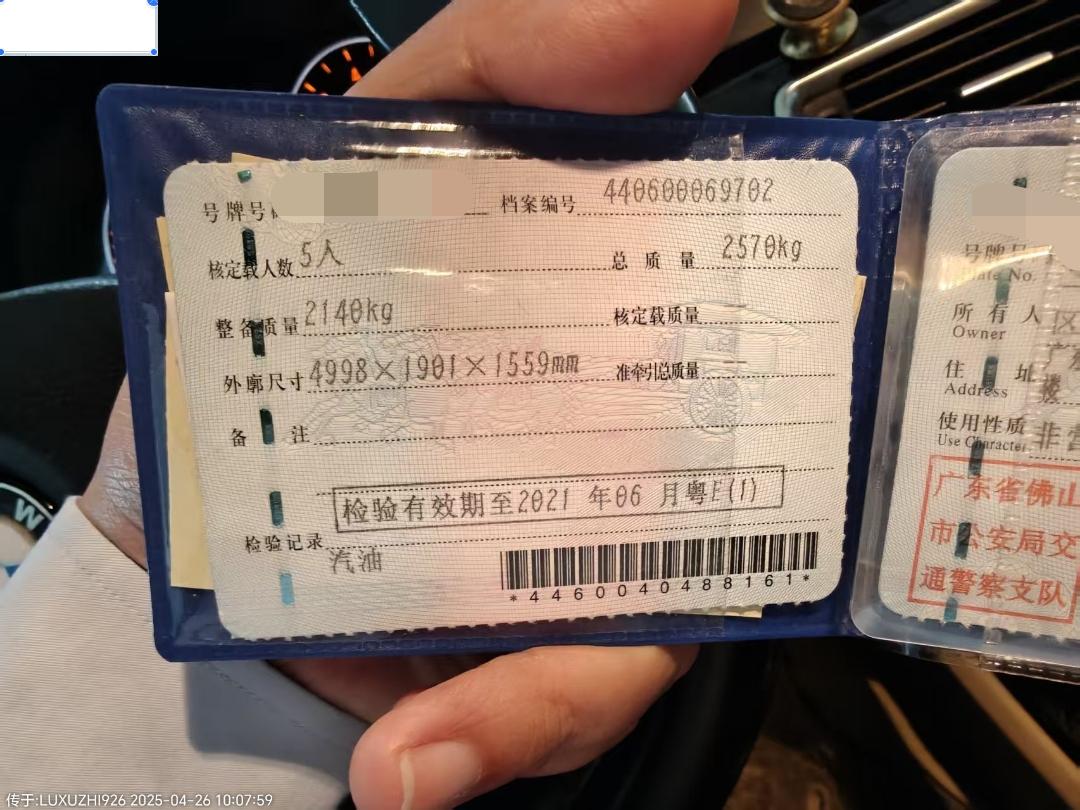 号牌号
档案编号 440600069702
核定载人数 5人
总 质 量 2570kg
整备质量 2140kg
核定载质量 —
外廓尺寸 4998×1901×1559mm
准牵引总质量 —
备 注
检验有效期至2021 年06 月粤E(1)
检验记录
汽油
*4460040488161*
号牌号
Plate No.
所 有 人
Owner
住 址
Address
使用性质 非营
Use Character
广东省佛山
市公安局交
通警察支队
W
传于:LUXUZHI926 2025-04-26 10:07:59